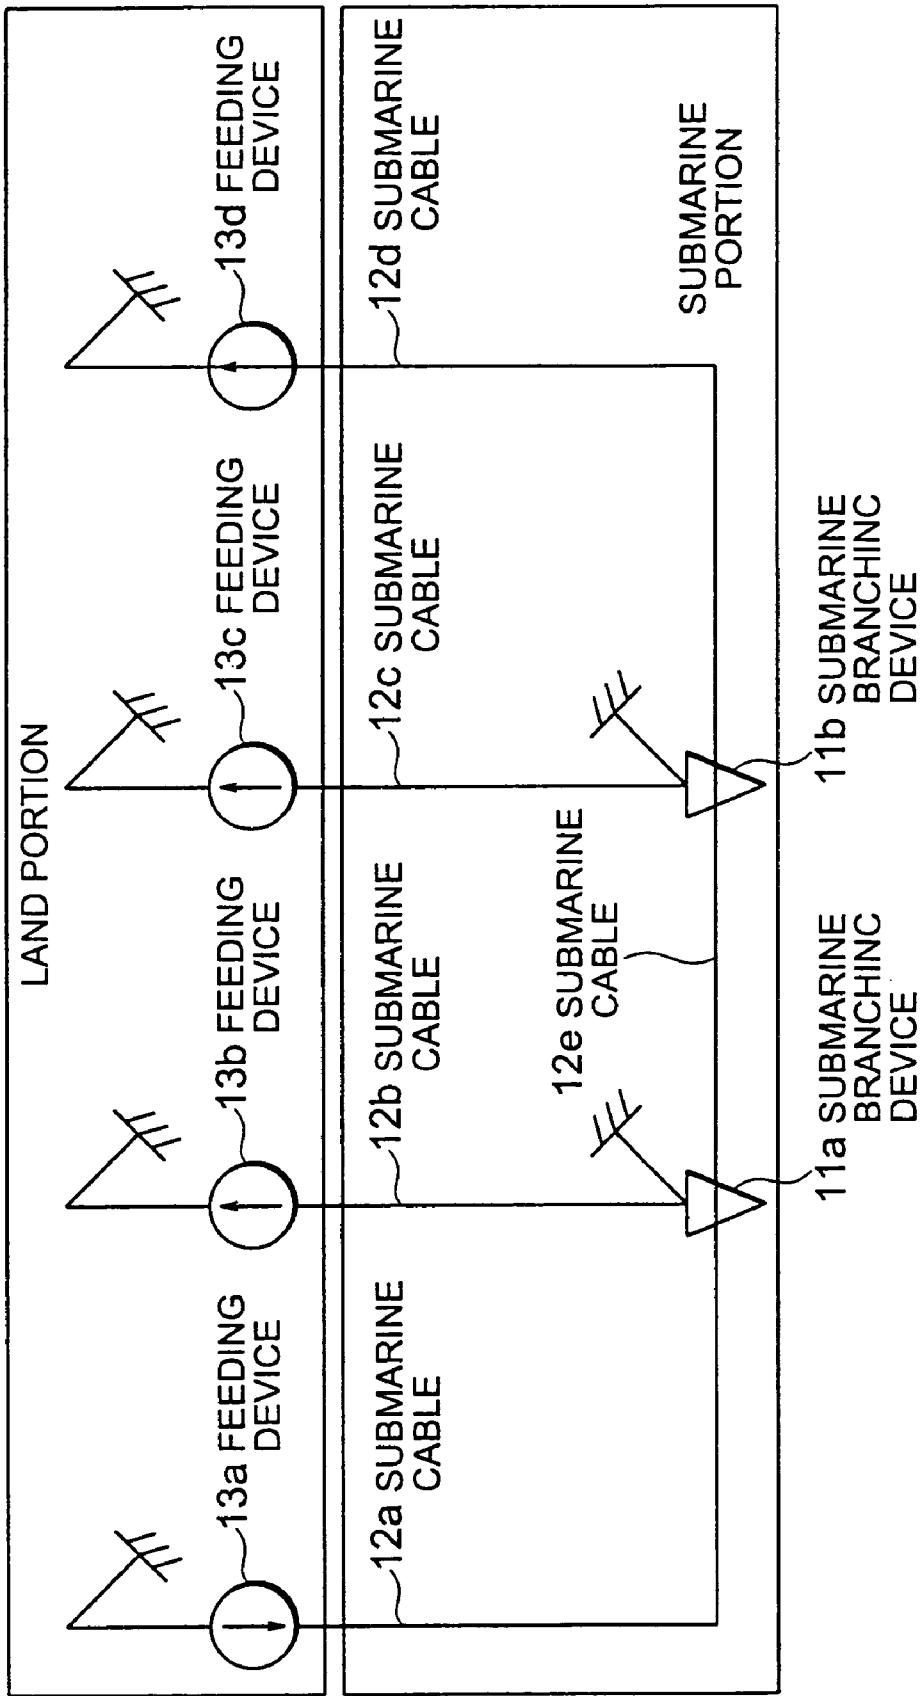 LAND PORTION
13a FEEDING
DEVICE
13b FEEDING
DEVICE
13c FEEDING
DEVICE
13d FEEDING
DEVICE
12a SUBMARINE
CABLE
12b SUBMARINE
CABLE
12c SUBMARINE
CABLE
12d SUBMARINE
CABLE
12e SUBMARINE
CABLE
SUBMARINE
PORTION
11a SUBMARINE
BRANCHINC
DEVICE
11b SUBMARINE
BRANCHINC
DEVICE